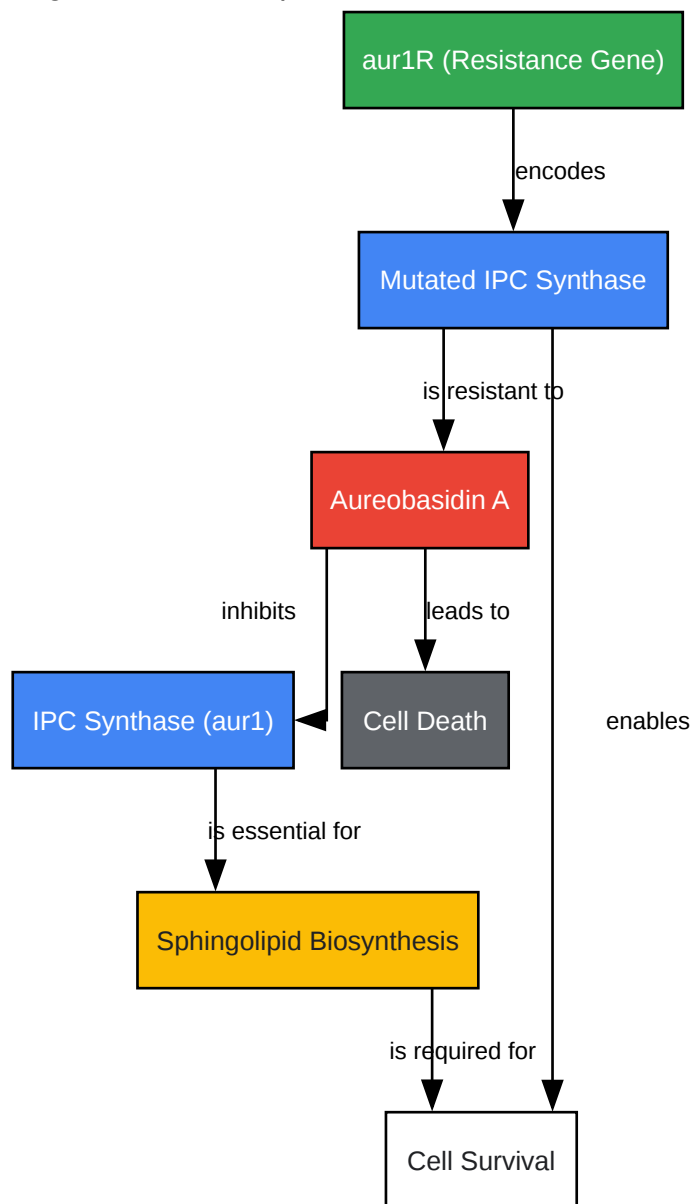 aur1R (Resistance Gene)
encodes
Mutated IPC Synthase
is resistant to
Aureobasidin A
inhibits
leads to
IPC Synthase (aur1)
Cell Death
enables
is essential for
Sphingolipid Biosynthesis
is required for
Cell Survival